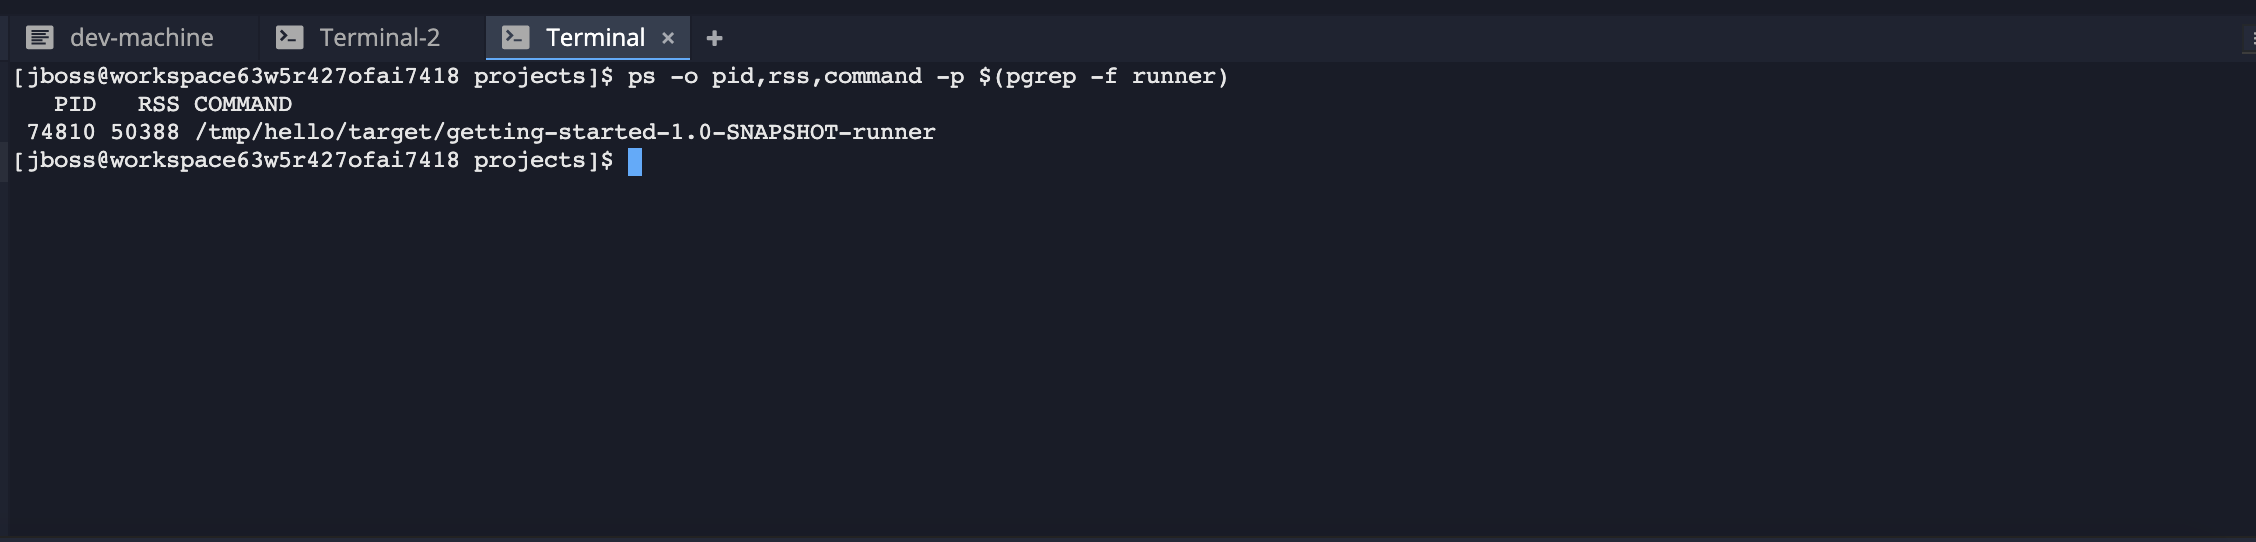 dev-machine Terminal-2 Terminal × +
[jboss@workspace63w5r427ofai7418 projects]$ ps -o pid,rss,command -p $(pgrep -f runner)
   PID   RSS COMMAND
 74810 50388 /tmp/hello/target/getting-started-1.0-SNAPSHOT-runner
[jboss@workspace63w5r427ofai7418 projects]$